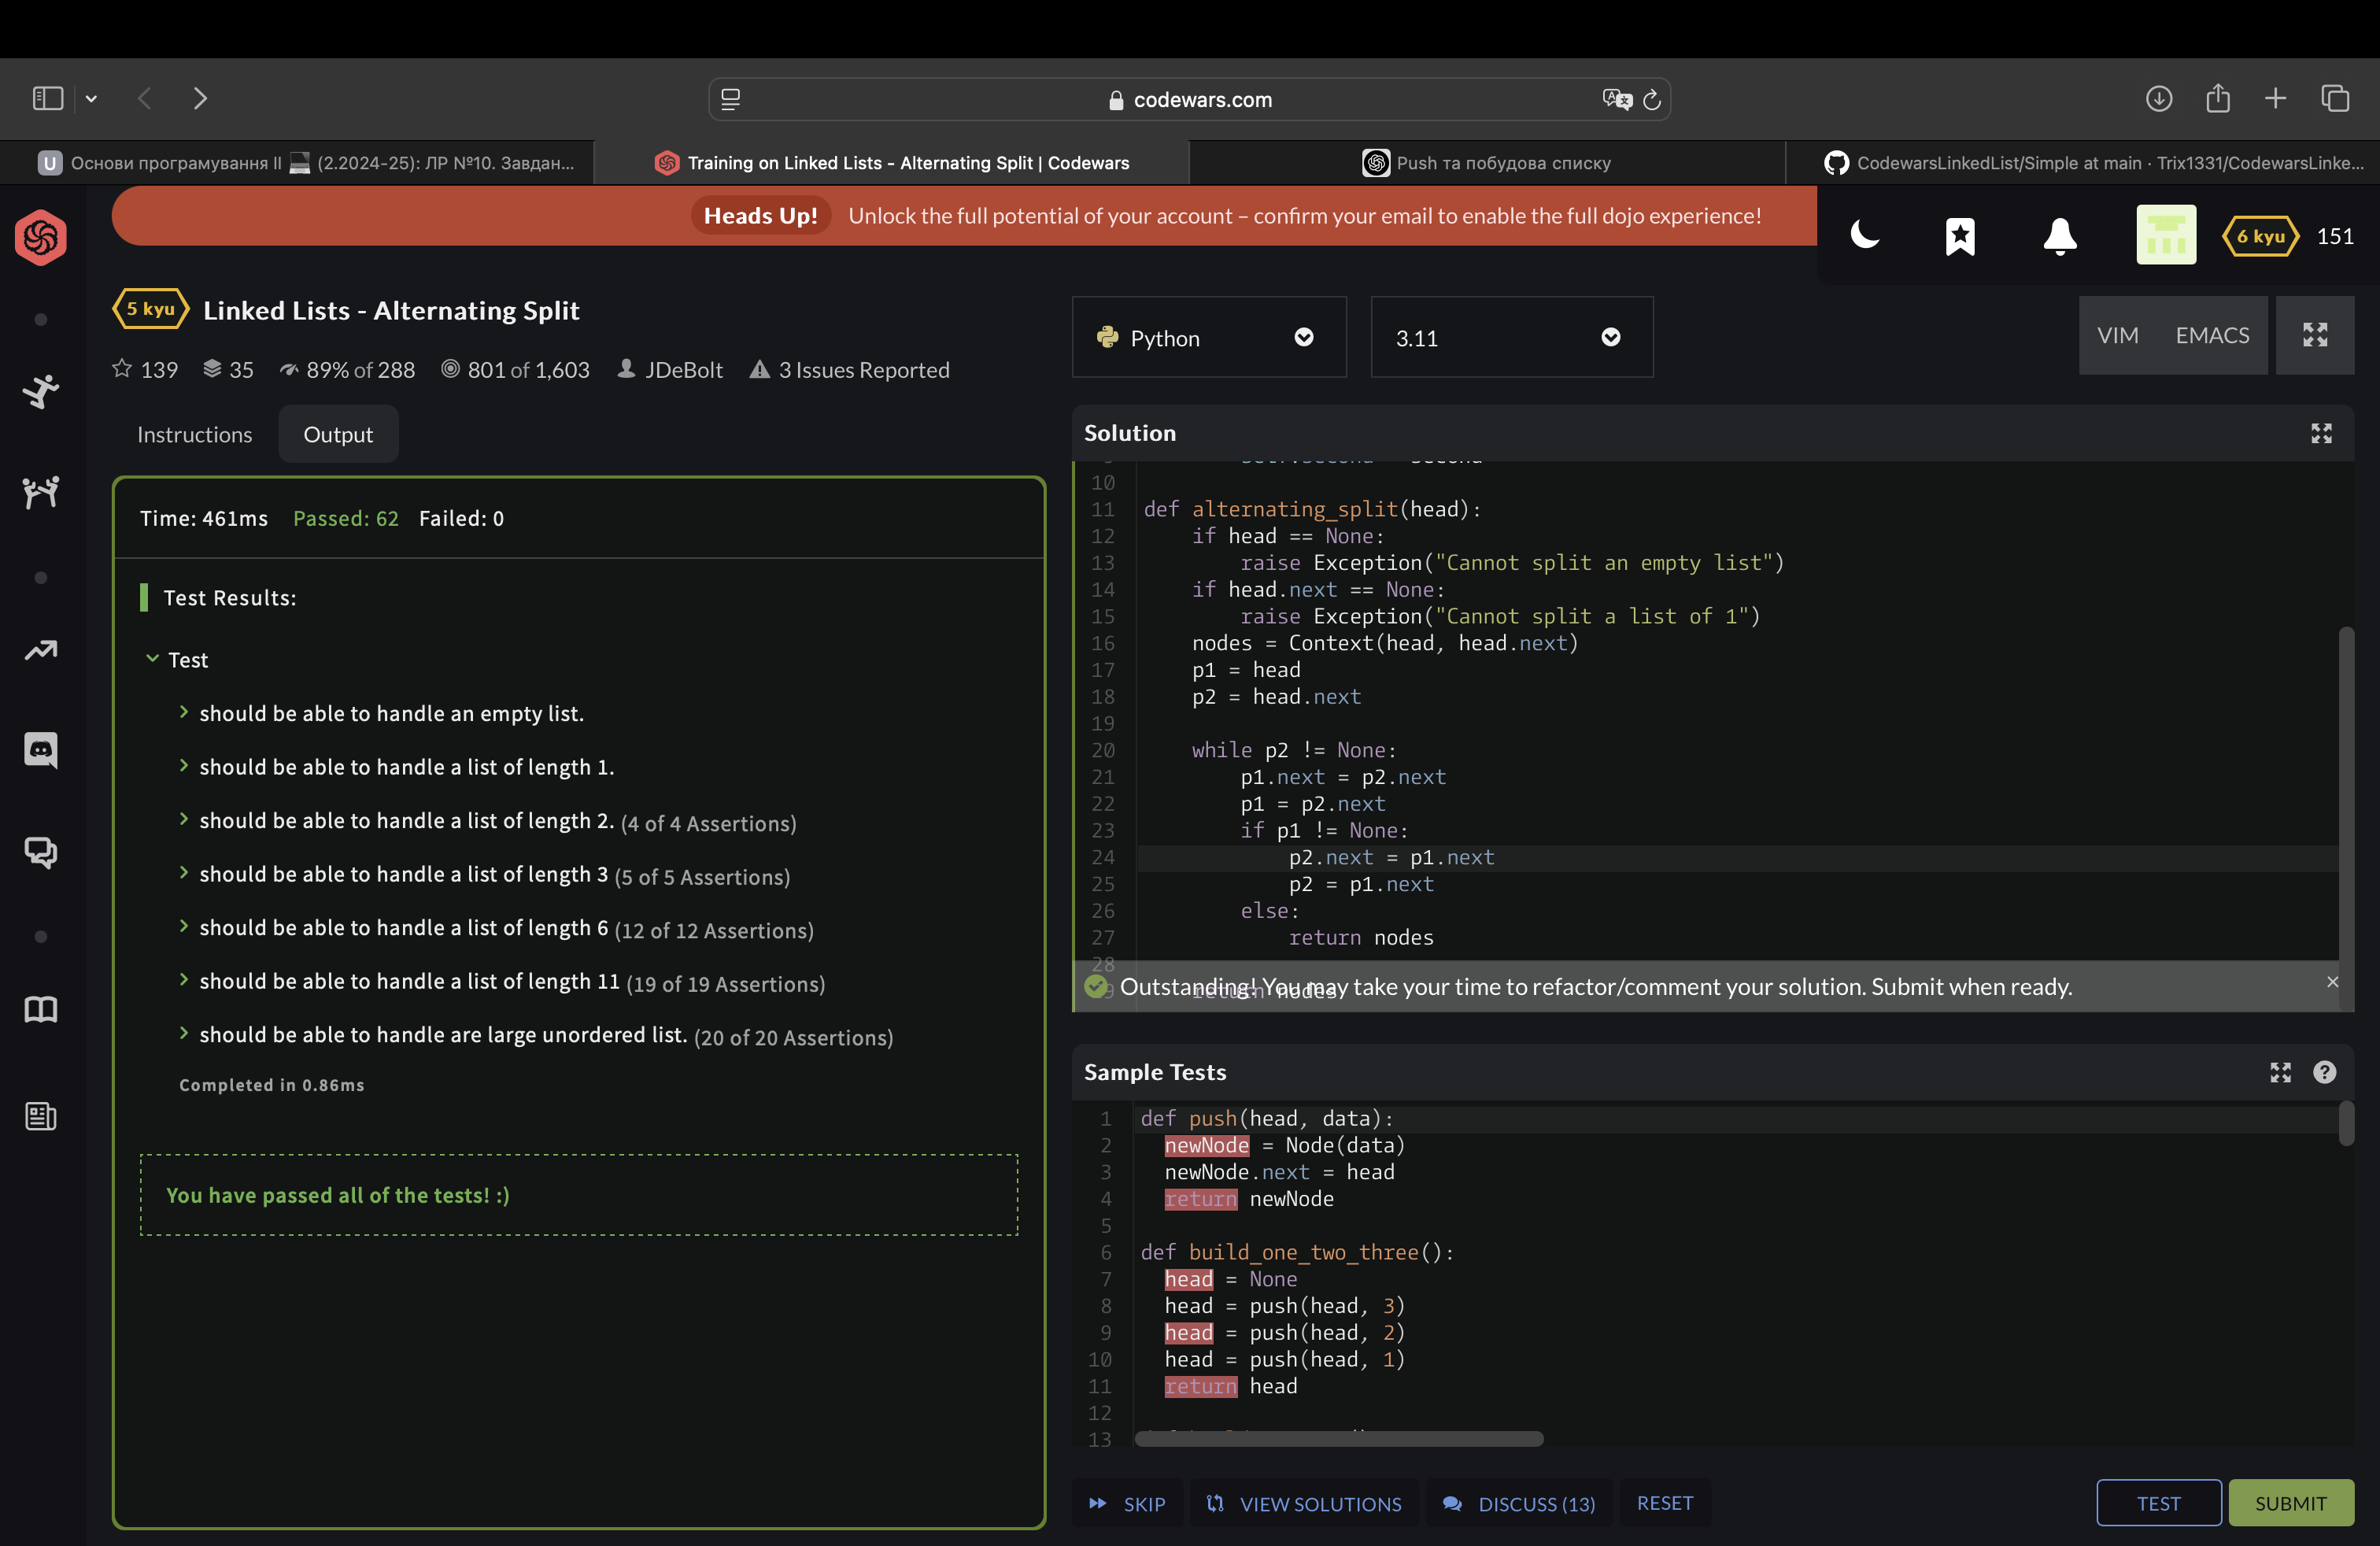 codewars.com
U Основи програмування II 💻 (2.2024-25): ЛР №10. Завдан...
Training on Linked Lists - Alternating Split | Codewars
Push та побудова списку
CodewarsLinkedList/Simple at main · Trix1331/CodewarsLinke...
Heads Up! Unlock the full potential of your account – confirm your email to enable the full dojo experience!
6 kyu 151
5 kyu Linked Lists - Alternating Split
139 35 89% of 288 801 of 1,603 JDeBolt 3 Issues Reported
Python
3.11
VIM EMACS
Instructions Output
Time: 461ms Passed: 62 Failed: 0
Test Results:
Test
should be able to handle an empty list.
should be able to handle a list of length 1.
should be able to handle a list of length 2. (4 of 4 Assertions)
should be able to handle a list of length 3 (5 of 5 Assertions)
should be able to handle a list of length 6 (12 of 12 Assertions)
should be able to handle a list of length 11 (19 of 19 Assertions)
should be able to handle are large unordered list. (20 of 20 Assertions)
Completed in 0.86ms
You have passed all of the tests! :)
Solution
10
11 def alternating_split(head):
12 if head == None:
13 raise Exception("Cannot split an empty list")
14 if head.next == None:
15 raise Exception("Cannot split a list of 1")
16 nodes = Context(head, head.next)
17 p1 = head
18 p2 = head.next
19
20 while p2 != None:
21 p1.next = p2.next
22 p1 = p2.next
23 if p1 != None:
24 p2.next = p1.next
25 p2 = p1.next
26 else:
27 return nodes
28
return nodes
Outstanding! You may take your time to refactor/comment your solution. Submit when ready.
Sample Tests
1 def push(head, data):
2 newNode = Node(data)
3 newNode.next = head
4 return newNode
5
6 def build_one_two_three():
7 head = None
8 head = push(head, 3)
9 head = push(head, 2)
10 head = push(head, 1)
11 return head
12
13
SKIP VIEW SOLUTIONS DISCUSS (13) RESET
TEST SUBMIT